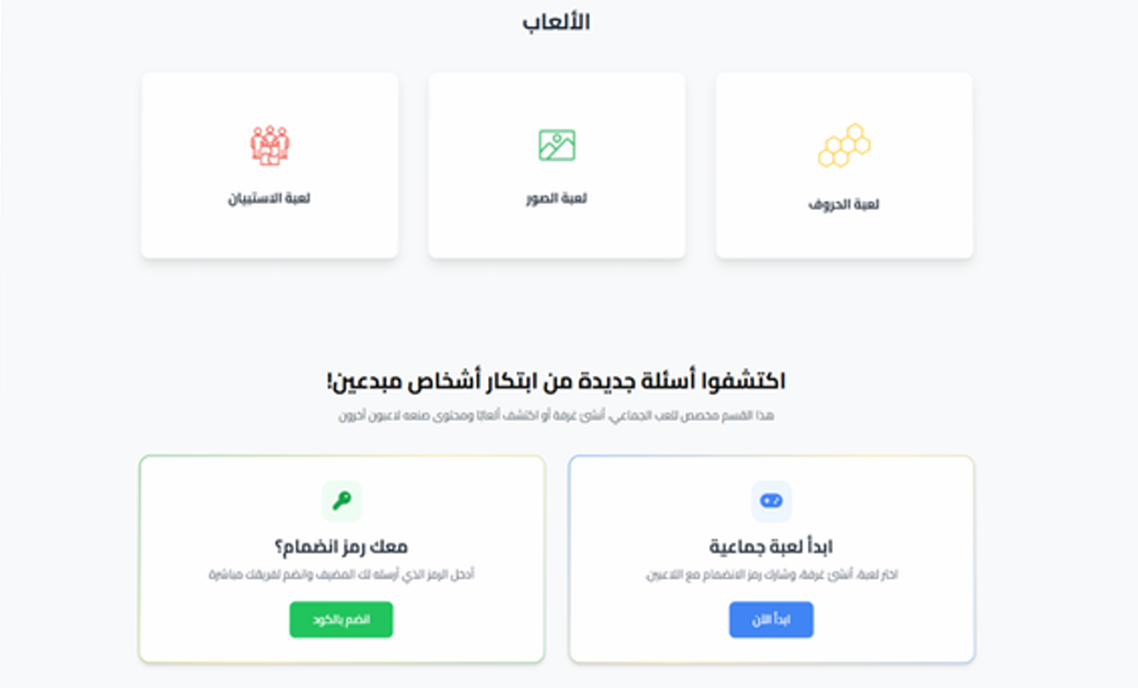 الألعاب
لعبة الحروف
لعبة الصور
لعبة الاستبيان
اكتشفوا أسئلة جديدة من ابتكار أشخاص مبدعين!
هذا القسم مخصص للعب الجماعي، أنشئ غرفة أو اكتشف ألعابًا ومحتوى صنعه لاعبون آخرون
ابدأ لعبة جماعية
اختر لعبة، أنشئ غرفة، وشارك رمز الانضمام مع اللاعبين.
ابدأ الآن
معك رمز انضمام؟
أدخل الرمز الذي أرسله لك المضيف وانضم لفريقك مباشرة
انضم بالكود